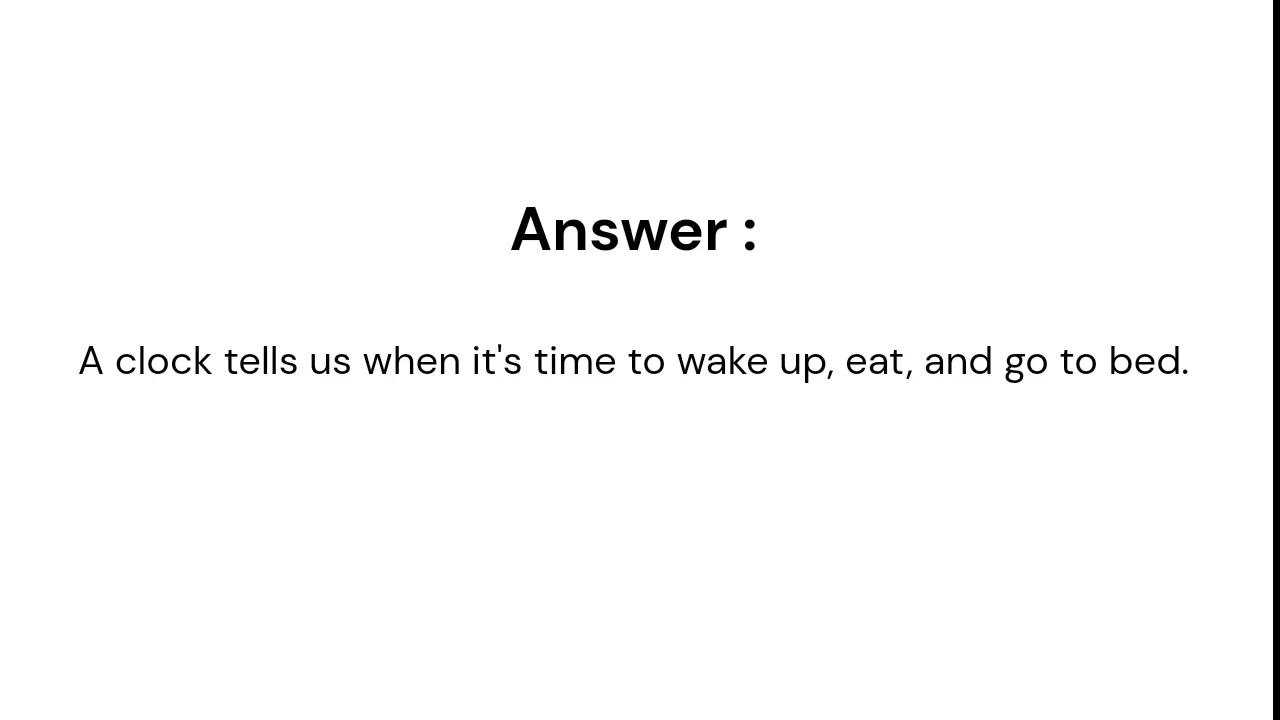 Answer :
A clock tells us when it's time to wake up, eat, and go to bed.